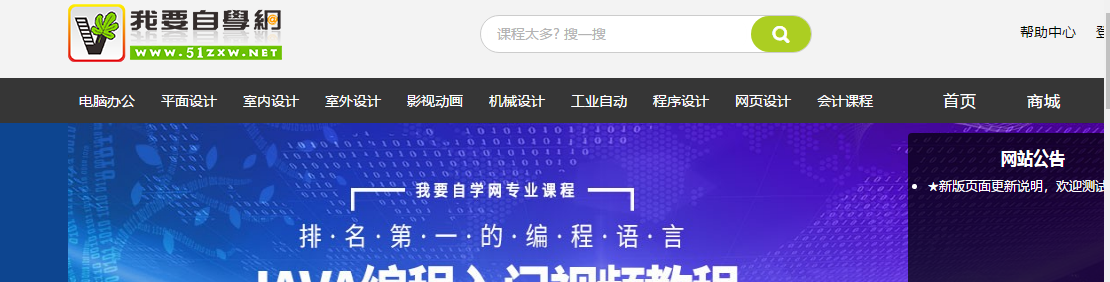 我要自學網
www.51zxw.net
课程太多? 搜一搜
帮助中心
电脑办公 平面设计 室内设计 室外设计 影视动画 机械设计 工业自动 程序设计 网页设计 会计课程 首页 商城
网站公告
★新版页面更新说明，欢迎测试
我要自学网专业课程
排·名·第·一·的·编·程·语·言
JAVA编程入门视频教程